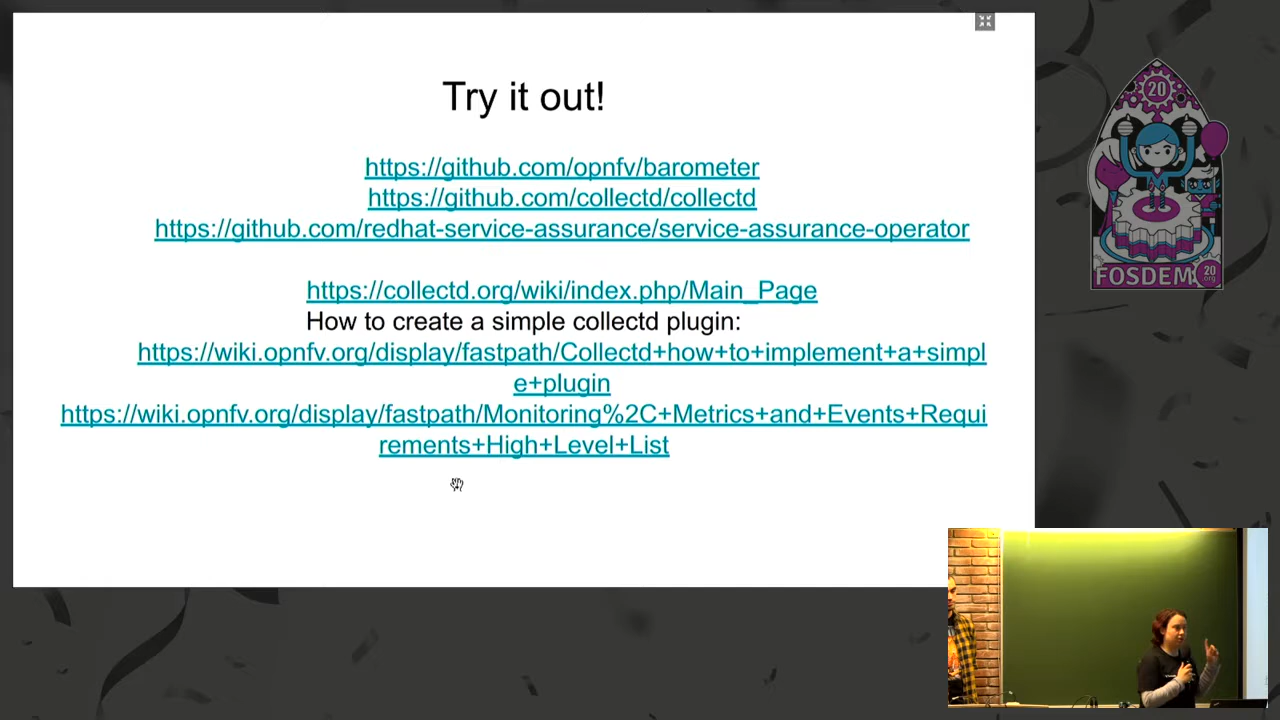 Try it out!
https://github.com/opnfv/barometer
https://github.com/collectd/collectd
https://github.com/redhat-service-assurance/service-assurance-operator
https://collectd.org/wiki/index.php/Main_Page
How to create a simple collectd plugin:
https://wiki.opnfv.org/display/fastpath/Collectd+how+to+implement+a+simpl
e+plugin
https://wiki.opnfv.org/display/fastpath/Monitoring%2C+Metrics+and+Events+Requi
rements+High+Level+List
20
FOSDEM
20
.org